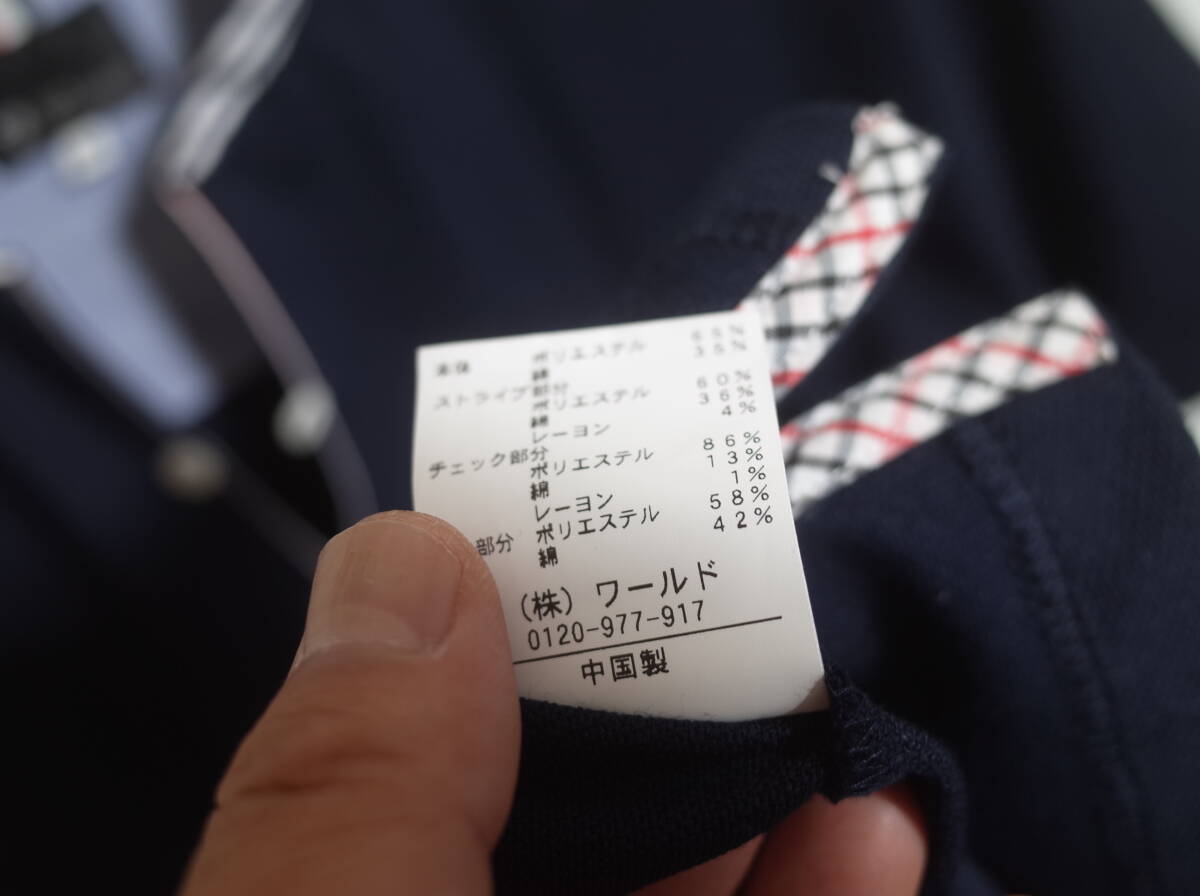 本体 ポリエステル 65%
綿 35%
ストライプ部分
ポリエステル 60%
綿 36%
レーヨン 4%
チェック部分
ポリエステル 86%
綿 13%
レーヨン 1%
部分 ポリエステル 58%
綿 42%
(株) ワールド
0120-977-917
中国製